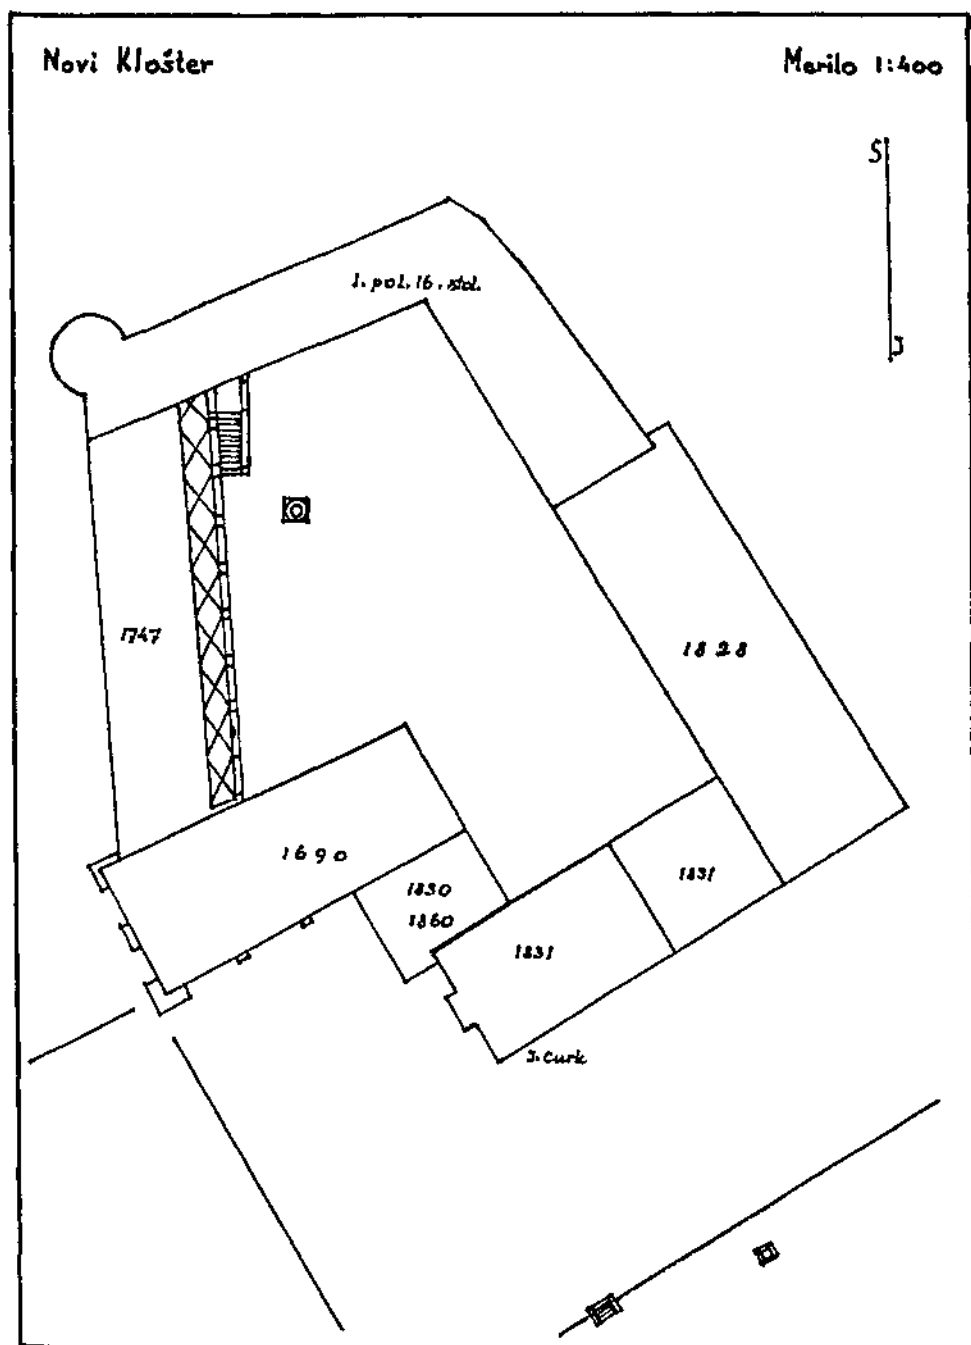 Novi Klošter
Merilo 1:400
S
J
1. pol. 16. stol.
1747
1828
1690
1830
1860
1831
1831
J. Curk